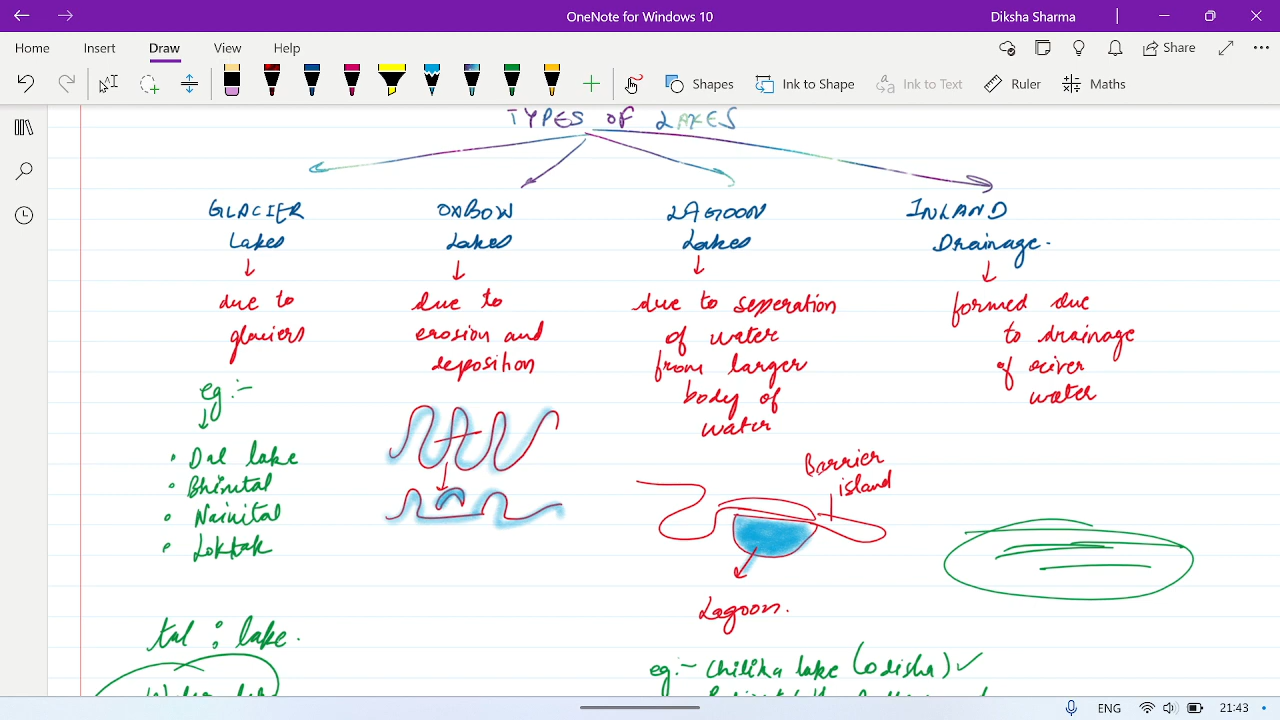 OneNote for Windows 10
Diksha Sharma
Home Insert Draw View Help
Share
Shapes Ink to Shape Ink to Text Ruler Maths
TYPES OF LAKES
GLACIER
Lakes
due to
glaciers
eg:-
• Dal lake
• Bhimtal
• Nainital
• Loktak
tal : lake.
OXBOW
Lakes
due to
erosion and
deposition
LAGOON
Lakes
due to seperation
of water
from larger
body of
water
Barrier
island
Lagoon.
eg:- Chilika lake (odisha) ✓
INLAND
Drainage.
formed due
to drainage
of river
water
ENG
21:43